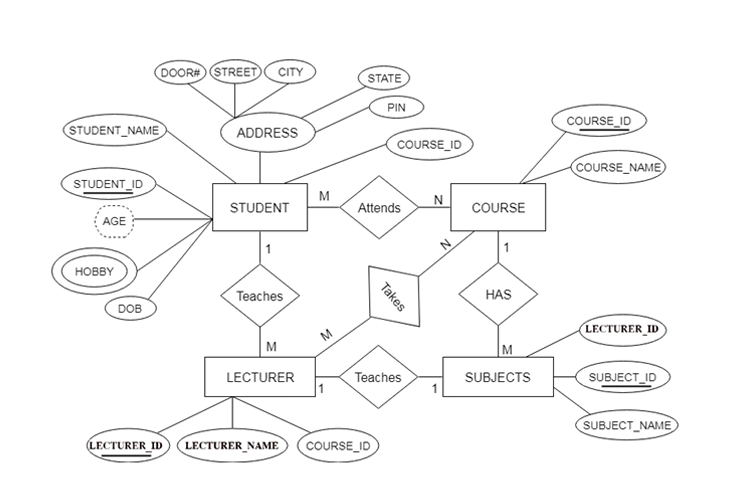 DOOR# STREET CITY
STATE
PIN
ADDRESS
STUDENT_NAME
COURSE_ID
COURSE_ID
COURSE_NAME
STUDENT_ID
AGE
HOBBY
DOB
STUDENT
M
Attends
N
COURSE
1
N
1
Teaches
Takes
HAS
M
M
M
LECTURER
1
Teaches
1
SUBJECTS
LECTURER_ID
SUBJECT_ID
SUBJECT_NAME
LECTURER_ID
LECTURER_NAME
COURSE_ID